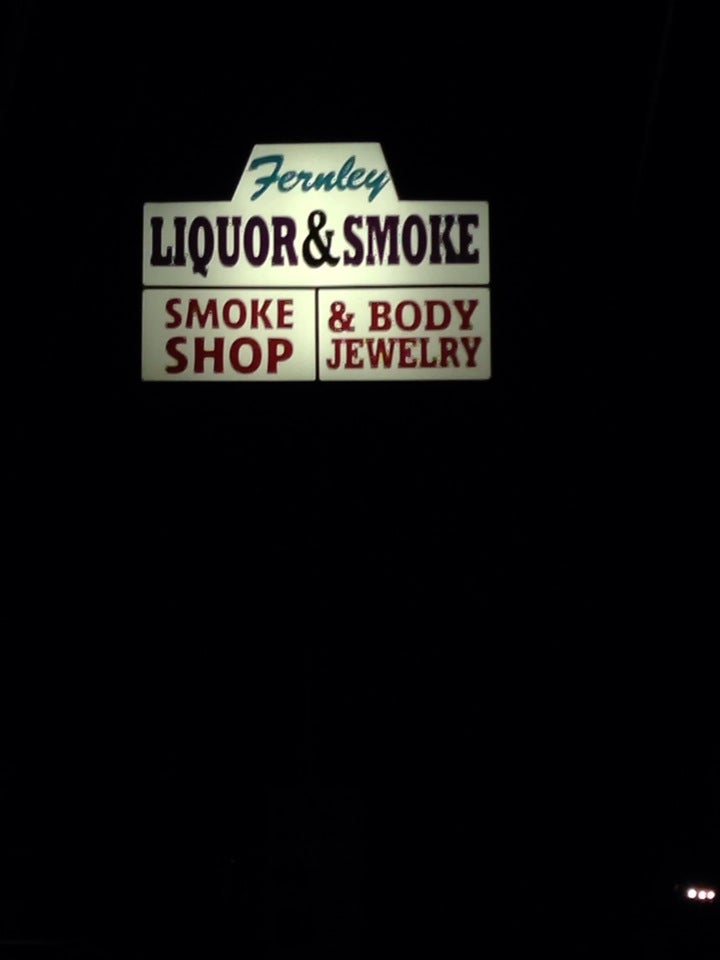 Fernley
LIQUOR & SMOKE
SMOKE
SHOP
& BODY
JEWELRY